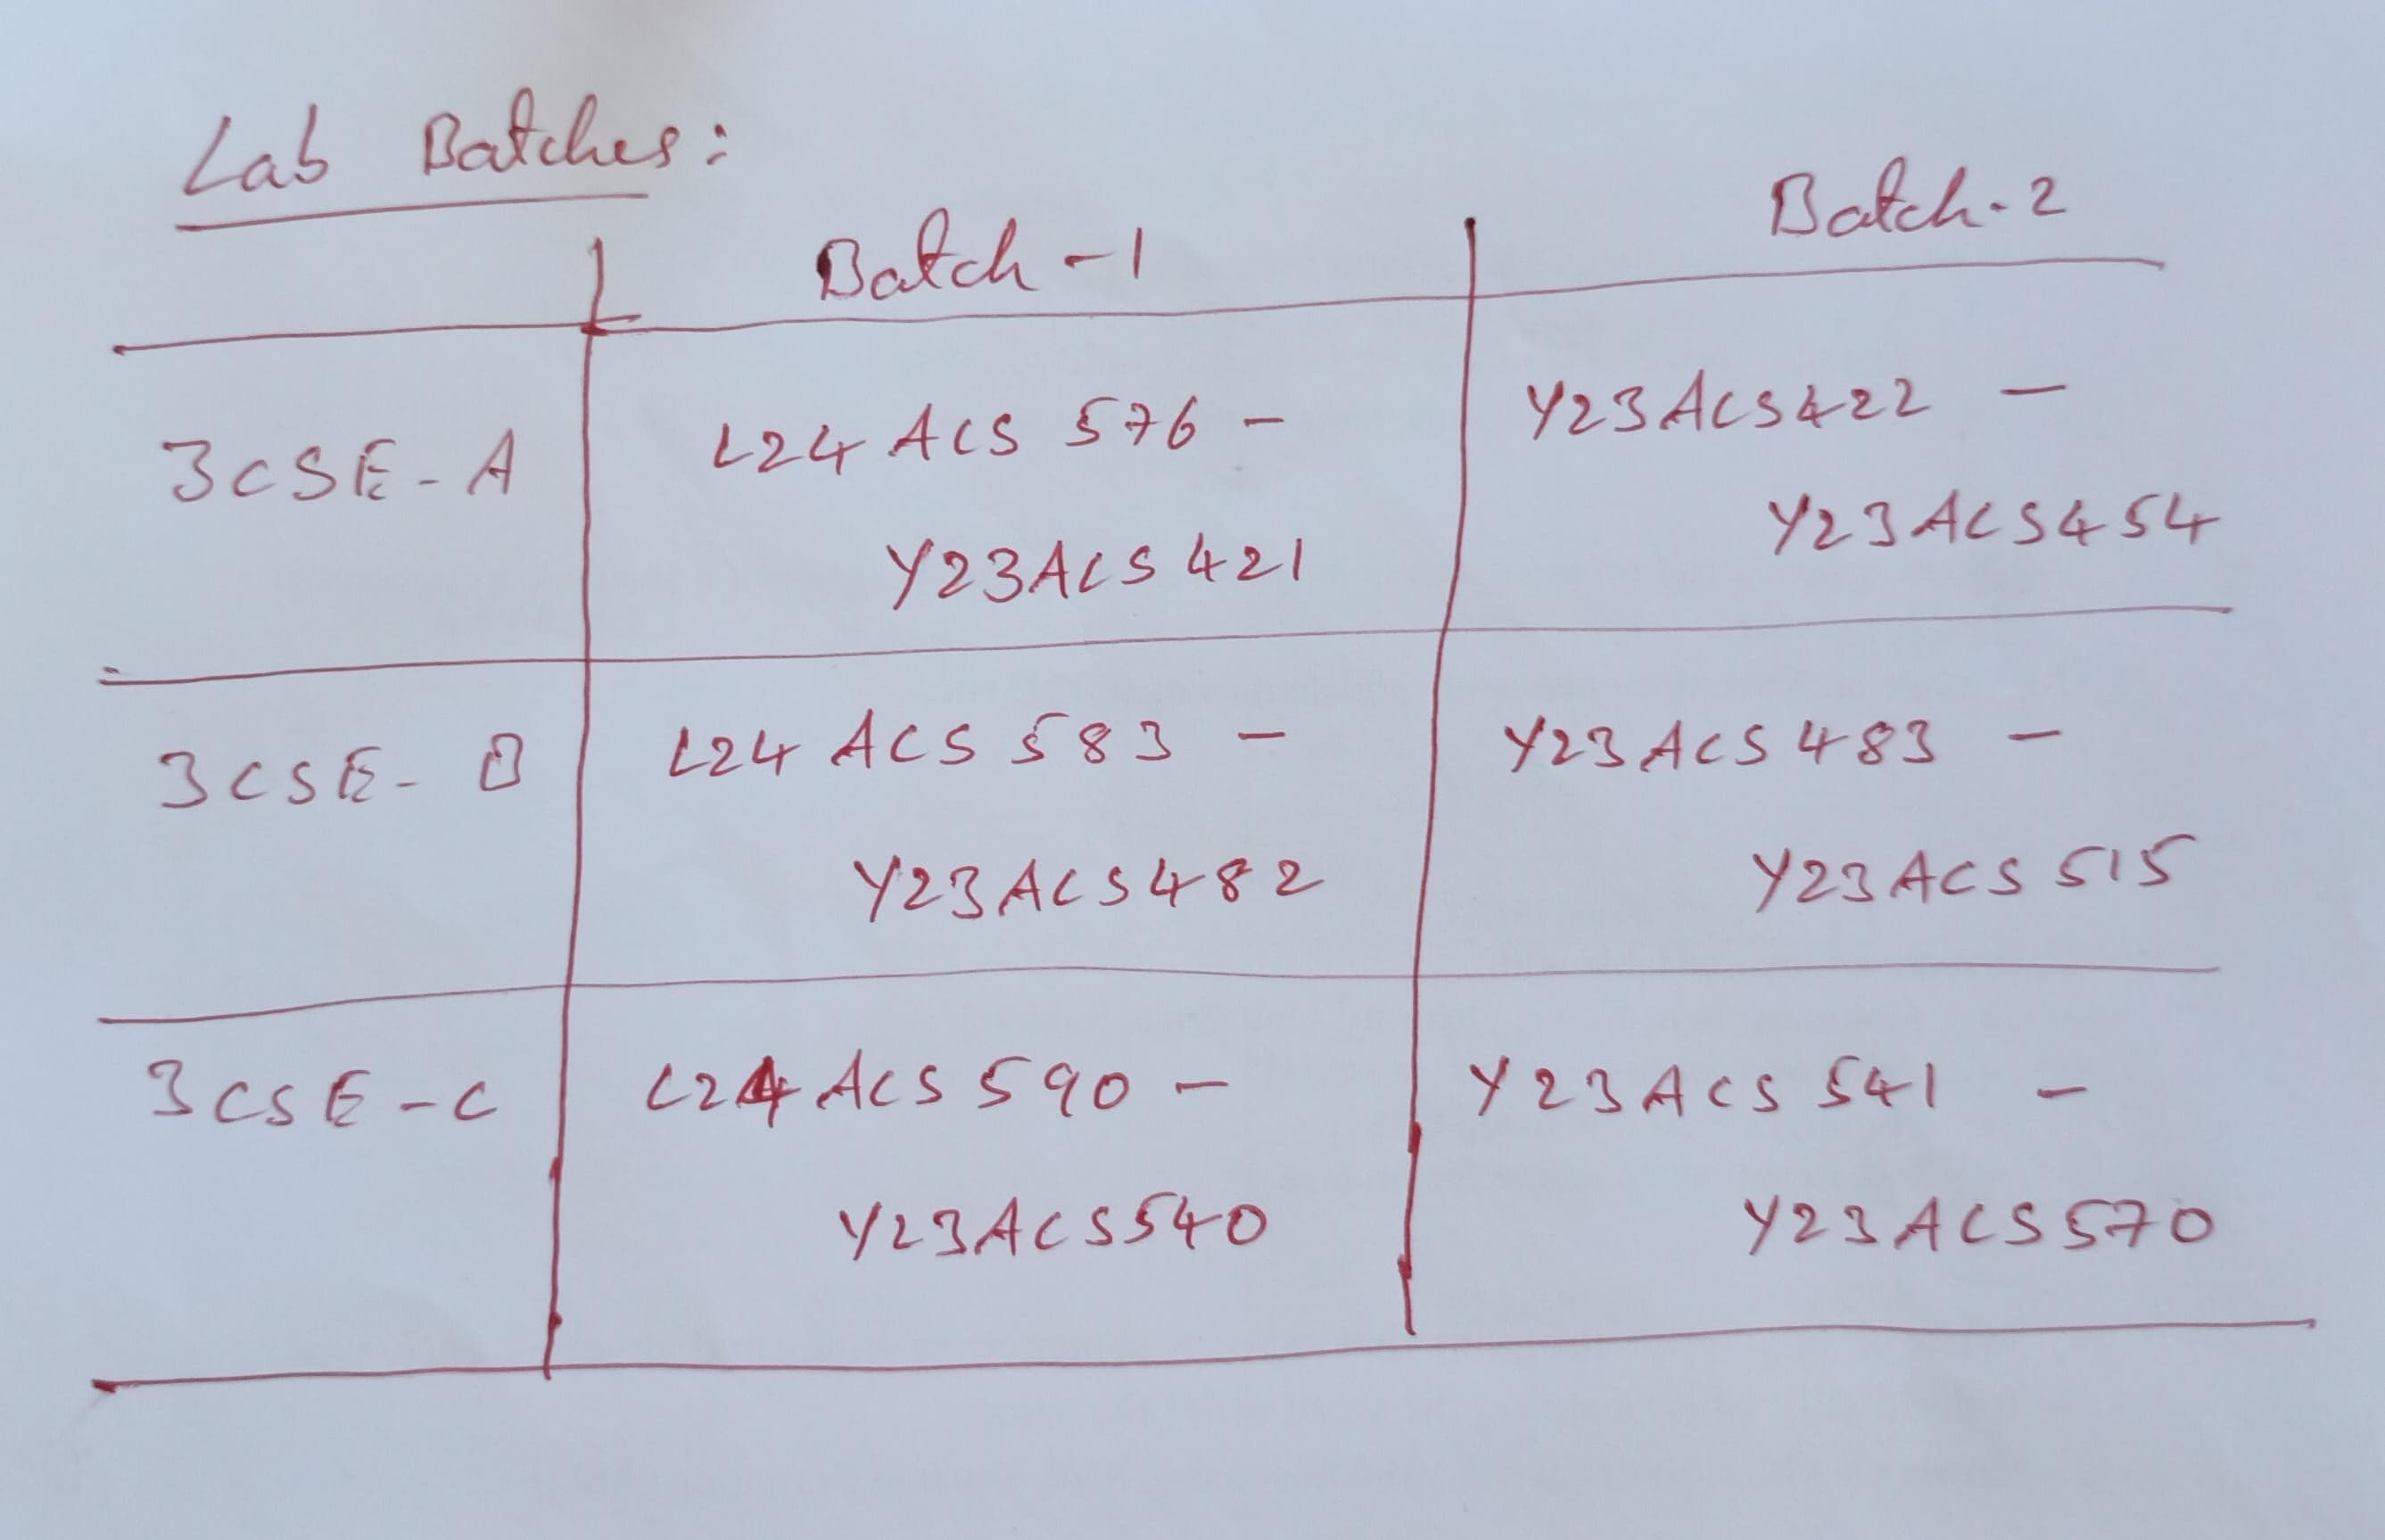 Lab Batches:
Batch-1 Batch-2
3CSE-A L24ACS576 - Y23ACS422 -
Y23ACS421 Y23ACS454
3CSE-B L24ACS583 - Y23ACS483 -
Y23ACS482 Y23ACS515
3CSE-C L24ACS590 - Y23ACS541 -
Y23ACS540 Y23ACS570